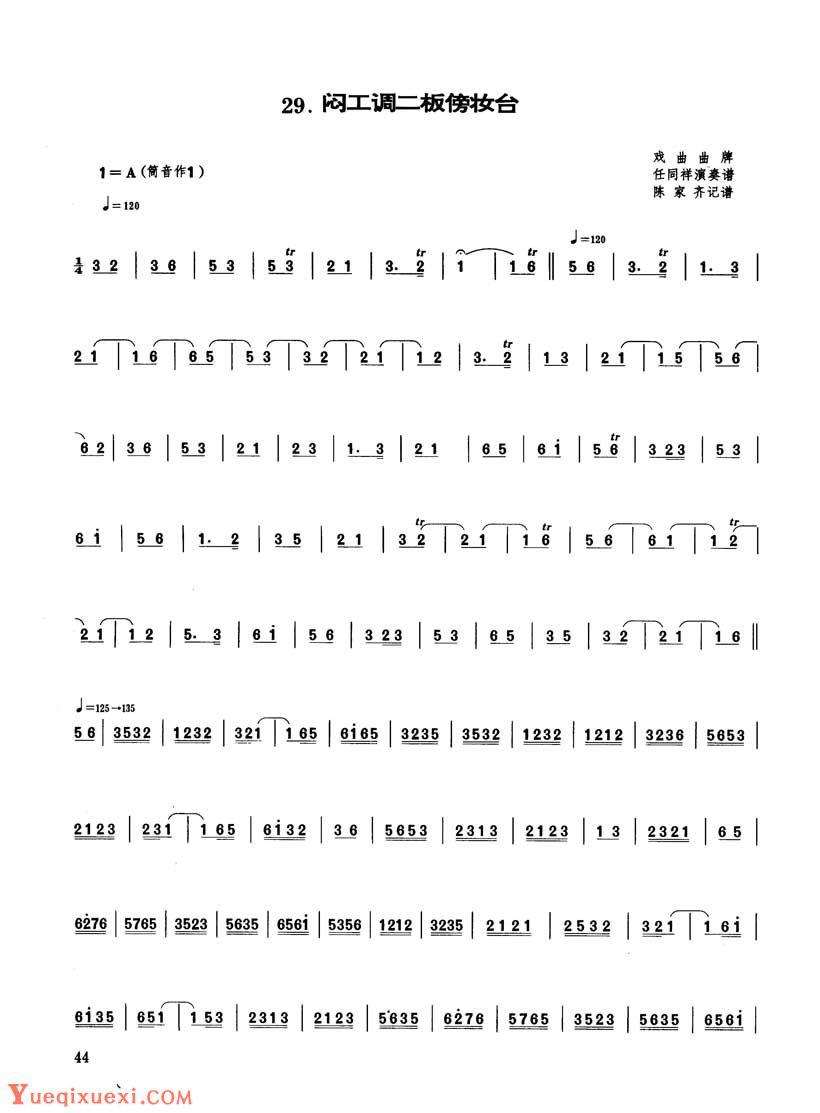 29. 闷工调二板傍妆台
戏曲曲牌
1=A(筒音作1)
任同祥演奏谱
♩=120
陈家齐记谱
♩=120
1/4 3 2 | 3 6 | 5 3 | 5 3 tr | 2 1 | 3. 2 | 1 | 1 6 tr ‖ 5 6 | 3. 2 tr | 1. 3 |
2 1 | 1 6 | 6 5 | 5 3 | 3 2 | 2 1 | 1 2 | 3. 2 tr | 1 3 | 2 1 | 1 5 | 5 6 |
6 2 | 3 6 | 5 3 | 2 1 | 2 3 | 1. 3 | 2 1 | 6 5 | 6 i | 5 6 tr | 3 2 3 | 5 3 |
6 i | 5 6 | 1. 2 | 3 5 | 2 1 | 3 2 tr | 2 1 | 1 6 tr | 5 6 | 6 1 | 1 2 tr |
2 1 | 1 2 | 5. 3 | 6 i | 5 6 | 3 2 3 | 5 3 | 6 5 | 3 5 | 3 2 | 2 1 | 1 6 ‖
♩=125→135
5 6 | 3532 | 1232 | 321 | 1 65 | 6i65 | 3235 | 3532 | 1232 | 1212 | 3236 | 5653 |
2123 | 231 | 1 65 | 6i32 | 3 6 | 5653 | 2313 | 2123 | 1 3 | 2321 | 6 5 |
6276 | 5765 | 3523 | 5635 | 656i | 5356 | 1212 | 3235 | 2121 | 2532 | 321 | 1 6i |
6i35 | 651 | 1 53 | 2313 | 2123 | 5635 | 6276 | 5765 | 3523 | 5635 | 656i |
44
Yueqixuexi.com